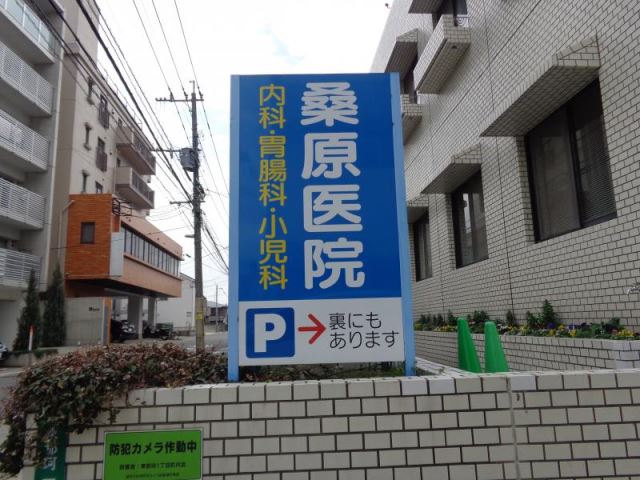 桑原医院
内科・胃腸科・小児科
P→裏にも
あります
防犯カメラ作動中